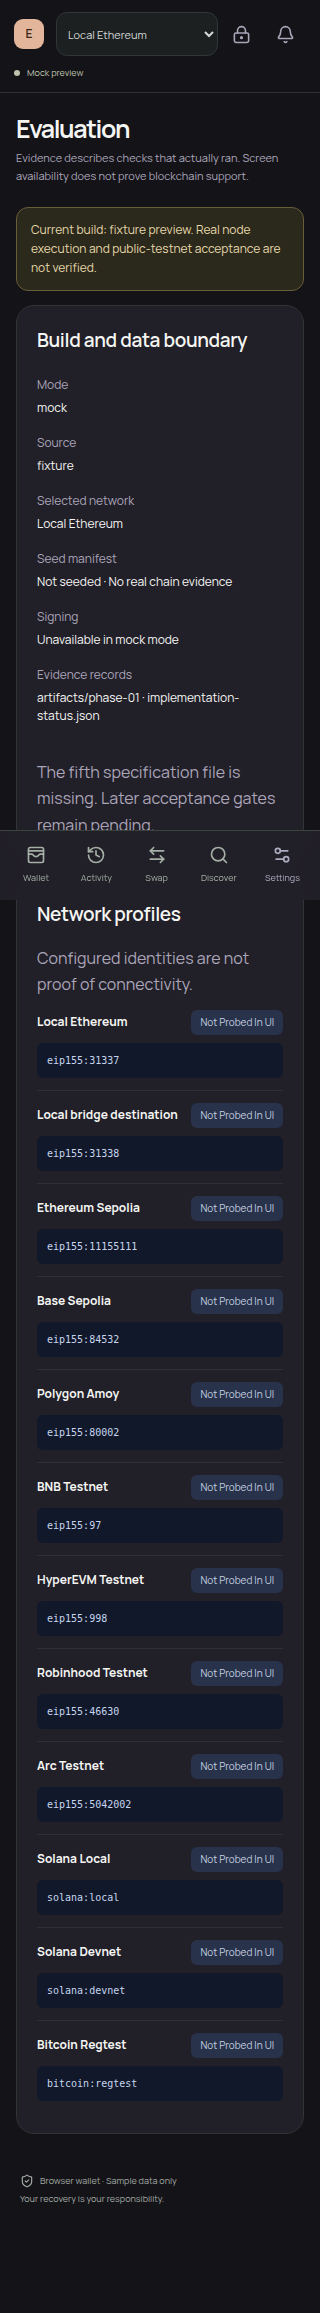 E
Local Ethereum
Mock preview
Evaluation
Evidence describes checks that actually ran. Screen
availability does not prove blockchain support.
Current build: fixture preview. Real node
execution and public-testnet acceptance are
not verified.
Build and data boundary
Mode
mock
Source
fixture
Selected network
Local Ethereum
Seed manifest
Not seeded · No real chain evidence
Signing
Unavailable in mock mode
Evidence records
artifacts/phase-01 · implementation-
status.json
The fifth specification file is
missing. Later acceptance gates
remain pending.
Wallet
Activity
Swap
Discover
Settings
Network profiles
Configured identities are not
proof of connectivity.
Local Ethereum
Not Probed In UI
eip155:31337
Local bridge destination
Not Probed In UI
eip155:31338
Ethereum Sepolia
Not Probed In UI
eip155:11155111
Base Sepolia
Not Probed In UI
eip155:84532
Polygon Amoy
Not Probed In UI
eip155:80002
BNB Testnet
Not Probed In UI
eip155:97
HyperEVM Testnet
Not Probed In UI
eip155:998
Robinhood Testnet
Not Probed In UI
eip155:46630
Arc Testnet
Not Probed In UI
eip155:5042002
Solana Local
Not Probed In UI
solana:local
Solana Devnet
Not Probed In UI
solana:devnet
Bitcoin Regtest
Not Probed In UI
bitcoin:regtest
Browser wallet · Sample data only
Your recovery is your responsibility.